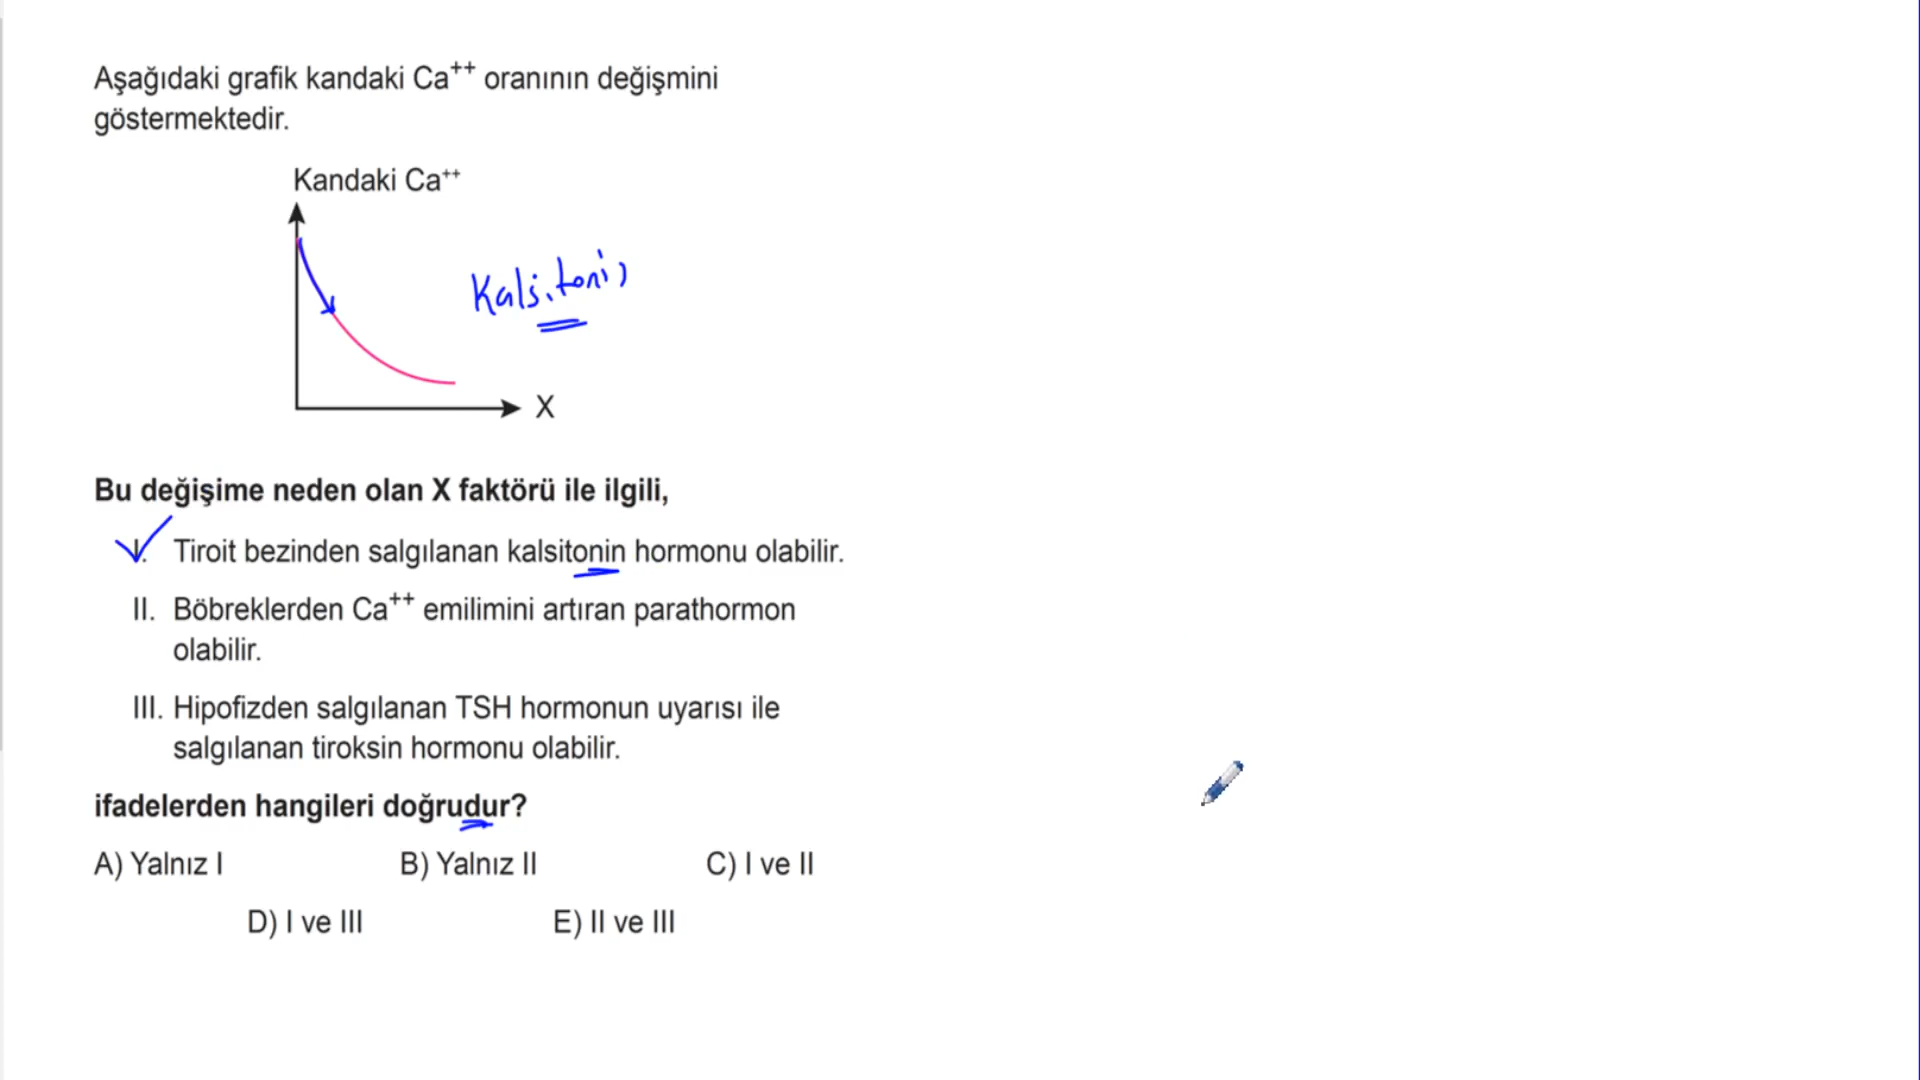 Aşağıdaki grafik kandaki Ca⁺⁺ oranının değişmini
göstermektedir.
Kandaki Ca⁺⁺
Kalsitonin
X
Bu değişime neden olan X faktörü ile ilgili,
I. Tiroit bezinden salgılanan kalsitonin hormonu olabilir.
II. Böbreklerden Ca⁺⁺ emilimini artıran parathormon
olabilir.
III. Hipofizden salgılanan TSH hormonun uyarısı ile
salgılanan tiroksin hormonu olabilir.
ifadelerden hangileri doğrudur?
A) Yalnız I B) Yalnız II C) I ve II
D) I ve III E) II ve III